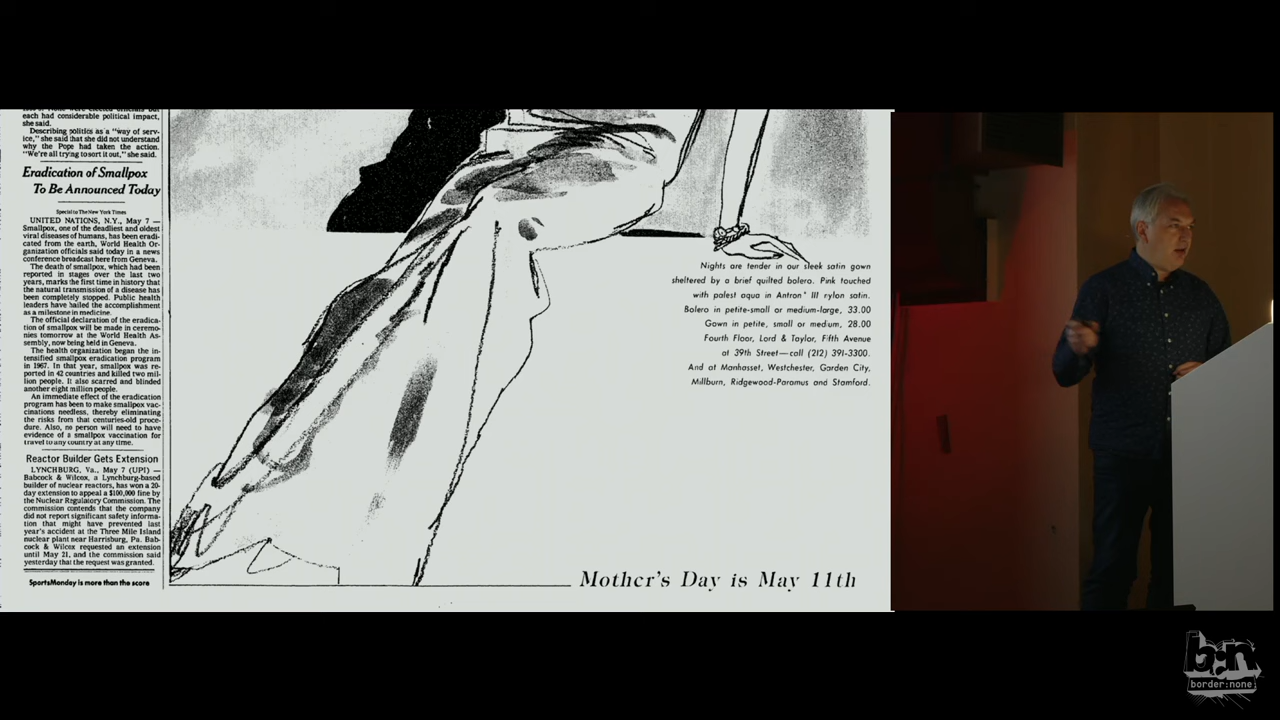 each had considerable political impact,
she said.
Describing politics as a "way of serv-
ice," she said that she did not understand
why the Pope had taken the action.
"We're all trying to sort it out," she said.
Eradication of Smallpox
To Be Announced Today
Special to The New York Times
UNITED NATIONS, N.Y., May 7 —
Smallpox, one of the deadliest and oldest
viral diseases of humans, has been eradi-
cated from the earth, World Health Or-
ganization officials said today in a news
conference broadcast here from Geneva.
The death of smallpox, which had been
reported in stages over the last two
years, marks the first time in history that
the natural transmission of a disease has
been completely stopped. Public health
leaders have hailed the accomplishment
as a milestone in medicine.
The official declaration of the eradica-
tion of smallpox will be made in ceremo-
nies tomorrow at the World Health As-
sembly, now being held in Geneva.
The health organization began the in-
tensified smallpox eradication program
in 1967. In that year, smallpox was re-
ported in 42 countries and killed two mil-
lion people. It also scarred and blinded
another eight million people.
An immediate effect of the eradication
program has been to make smallpox vac-
cinations needless, thereby eliminating
the risks from that centuries-old proce-
dure. Also, no person will need to have
evidence of a smallpox vaccination for
travel to any country at any time.
Reactor Builder Gets Extension
LYNCHBURG, Va., May 7 (UPI) —
Babcock & Wilcox, a Lynchburg-based
builder of nuclear reactors, has won a 20-
day extension to appeal a $100,000 fine by
the Nuclear Regulatory Commission. The
commission contends that the company
did not report significant safety informa-
tion that might have prevented last
year's accident at the Three Mile Island
nuclear plant near Harrisburg, Pa. Bab-
cock & Wilcox requested an extension
until May 21, and the commission said
yesterday that the request was granted.
SportsMonday is more than the score
Nights are tender in our sleek satin gown
sheltered by a brief quilted bolero. Pink touched
with palest aqua in Antron® III nylon satin.
Bolero in petite-small or medium-large, 33.00
Gown in petite, small or medium, 28.00
Fourth Floor, Lord & Taylor, Fifth Avenue
at 39th Street—call (212) 391-3300.
And at Manhasset, Westchester, Garden City,
Millburn, Ridgewood-Paramus and Stamford.
Mother's Day is May 11th
b:n
border:none